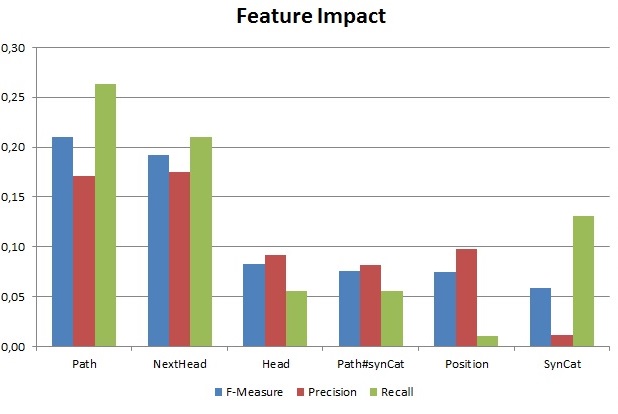 Feature Impact
0,30
0,25
0,20
0,15
0,10
0,05
0,00
Path NextHead Head Path#synCat Position SynCat
F-Measure Precision Recall